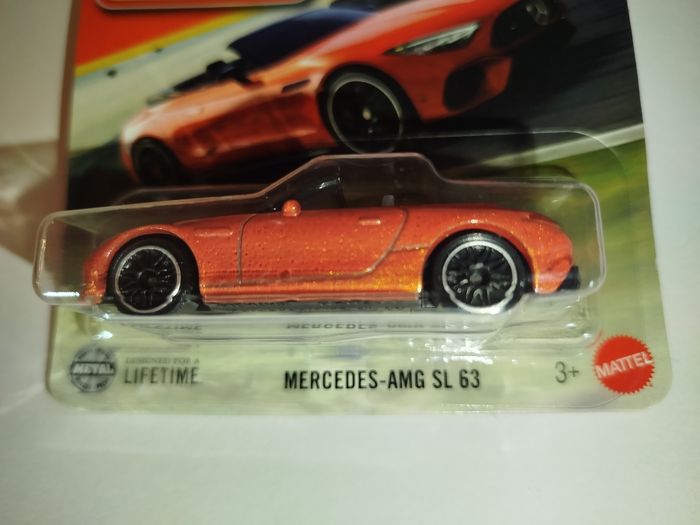 METAL
DESIGNED FOR A
LIFETIME
MERCEDES-AMG SL 63
3+
MATTEL